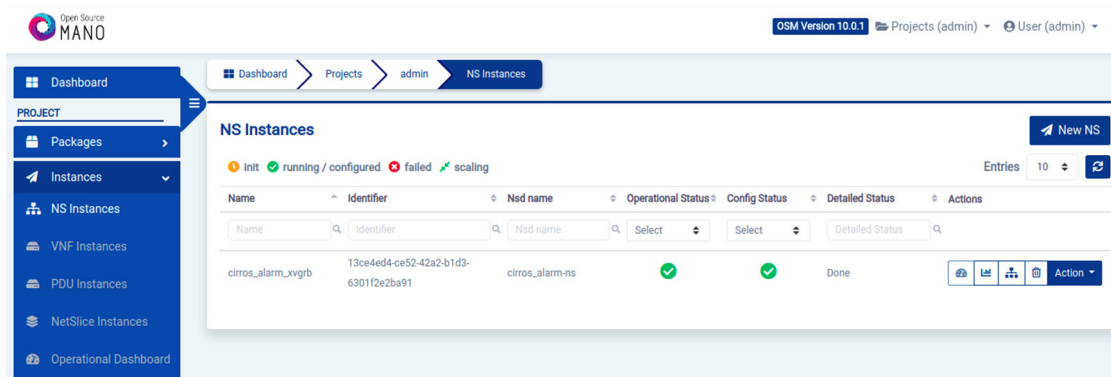 Open Source
MANO
OSM Version 10.0.1 Projects (admin) User (admin)
Dashboard
PROJECT
Packages
Instances
NS Instances
VNF Instances
PDU Instances
NetSlice Instances
Operational Dashboard
Dashboard Projects admin NS Instances
NS Instances
New NS
init running / configured failed scaling
Entries 10
Name Identifier Nsd name Operational Status Config Status Detailed Status Actions
Name Identifier Nsd name Select Select Detailed Status
cirros_alarm_xvgrb 13ce4ed4-ce52-42a2-b1d3-
6301f2e2ba91 cirros_alarm-ns Done Action